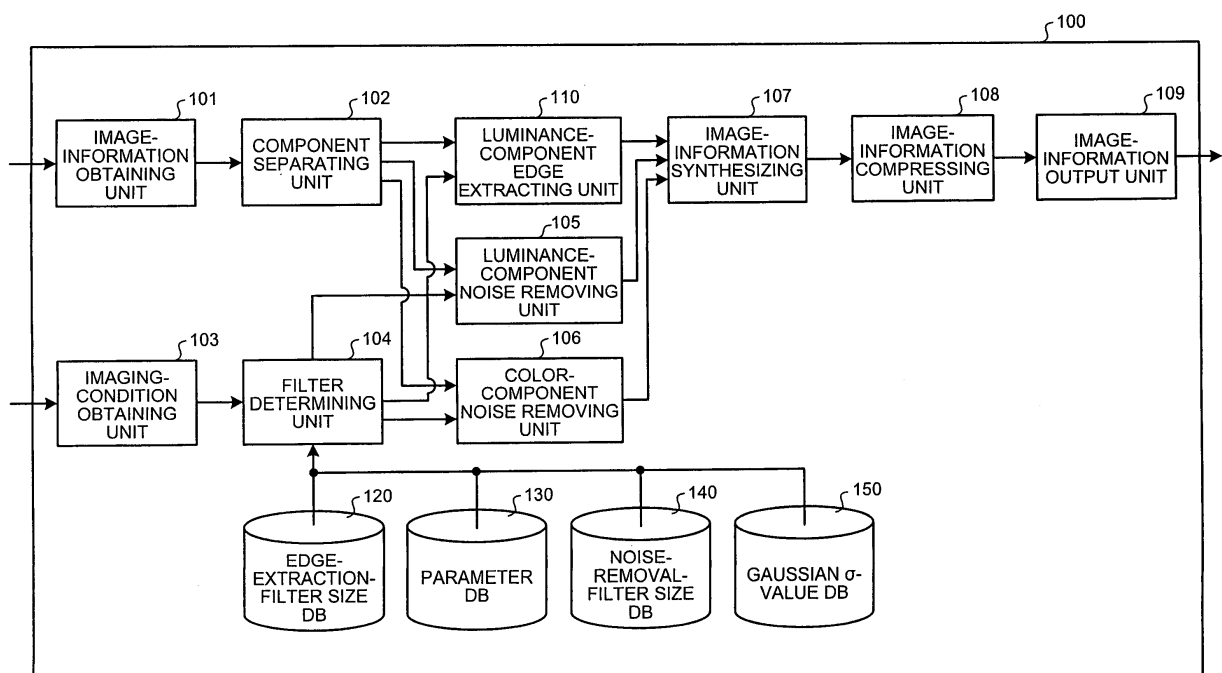 100
101
IMAGE-
INFORMATION
OBTAINING
UNIT
102
COMPONENT
SEPARATING
UNIT
110
LUMINANCE-
COMPONENT
EDGE
EXTRACTING UNIT
107
IMAGE-
INFORMATION
SYNTHESIZING
UNIT
108
IMAGE-
INFORMATION
COMPRESSING
UNIT
109
IMAGE-
INFORMATION
OUTPUT UNIT
105
LUMINANCE-
COMPONENT
NOISE REMOVING
UNIT
103
IMAGING-
CONDITION
OBTAINING
UNIT
104
FILTER
DETERMINING
UNIT
106
COLOR-
COMPONENT
NOISE REMOVING
UNIT
120
EDGE-
EXTRACTION-
FILTER SIZE
DB
130
PARAMETER
DB
140
NOISE-
REMOVAL-
FILTER SIZE
DB
150
GAUSSIAN σ-
VALUE DB